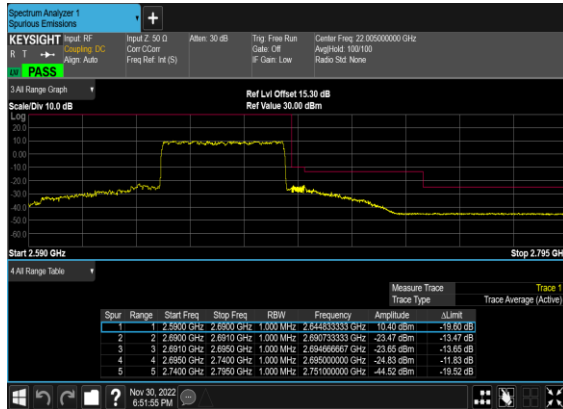 Spectrum Analyzer 1
Spurious Emissions
KEYSIGHT Input: RF Input Z: 50 Ω Atten: 30 dB Trig: Free Run Center Freq: 22.005000000 GHz
R T Coupling: DC Corr CCorr Gate: Off Avg|Hold: 100/100
Align: Auto Freq Ref: Int (S) IF Gain: Low Radio Std: None
PASS
3 All Range Graph Ref Lvl Offset 15.30 dB
Scale/Div 10.0 dB Ref Value 30.00 dBm
Log
20.0
10.0
0.00
-10.0
-20.0
-30.0
-40.0
-50.0
-60.0
Start 2.590 GHz Stop 2.795 GH
4 All Range Table
Measure Trace Trace 1
Trace Type Trace Average (Active)
Spur Range Start Freq Stop Freq RBW Frequency Amplitude ΔLimit
1 1 2.5900 GHz 2.6900 GHz 1.000 MHz 2.644833333 GHz 10.40 dBm -19.60 dB
2 2 2.6900 GHz 2.6910 GHz 1.000 MHz 2.690733333 GHz -23.47 dBm -13.47 dB
3 3 2.6910 GHz 2.6950 GHz 1.000 MHz 2.694666667 GHz -23.65 dBm -13.65 dB
4 4 2.6950 GHz 2.7400 GHz 1.000 MHz 2.695000000 GHz -24.83 dBm -11.83 dB
5 5 2.7400 GHz 2.7950 GHz 1.000 MHz 2.751000000 GHz -44.52 dBm -19.52 dB
Nov 30, 2022
6:51:55 PM